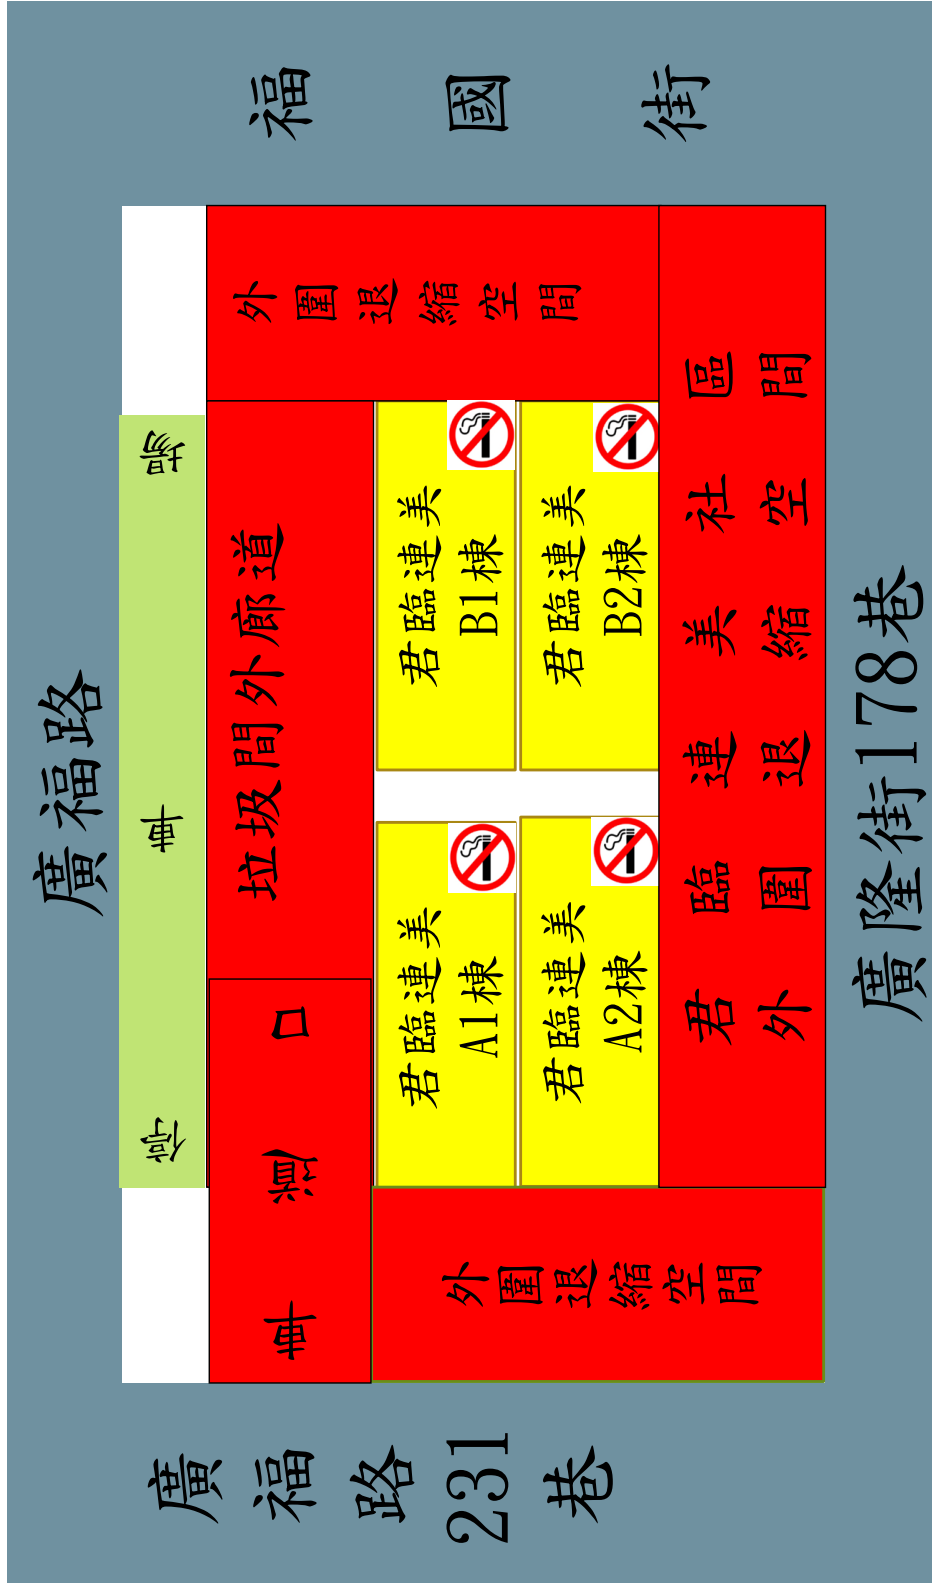 廣福路
停車場
車道口
垃圾間外廊道
外圍退縮空間
福國街
廣福路231巷
君臨連美
A1棟
君臨連美
B1棟
君臨連美
A2棟
君臨連美
B2棟
外圍退縮空間
君臨連美社區
外圍退縮空間
廣隆街178巷